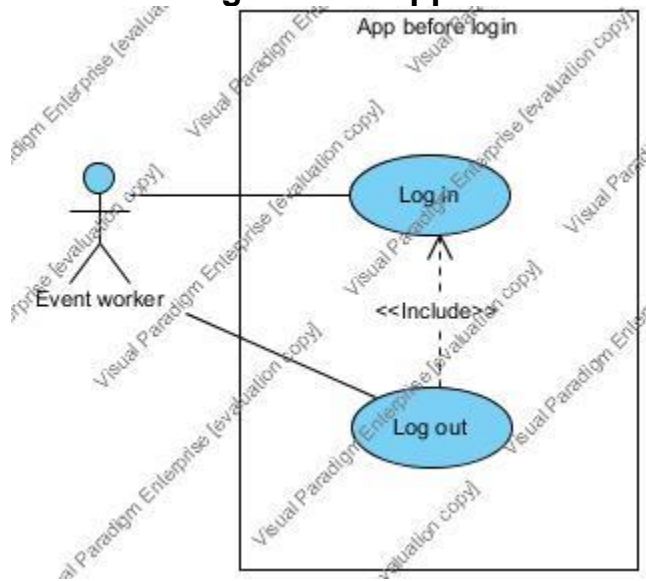 App before login
Log in
Event worker
<<Include>>
Log out
Visual Paradigm Enterprise [evaluation copy]